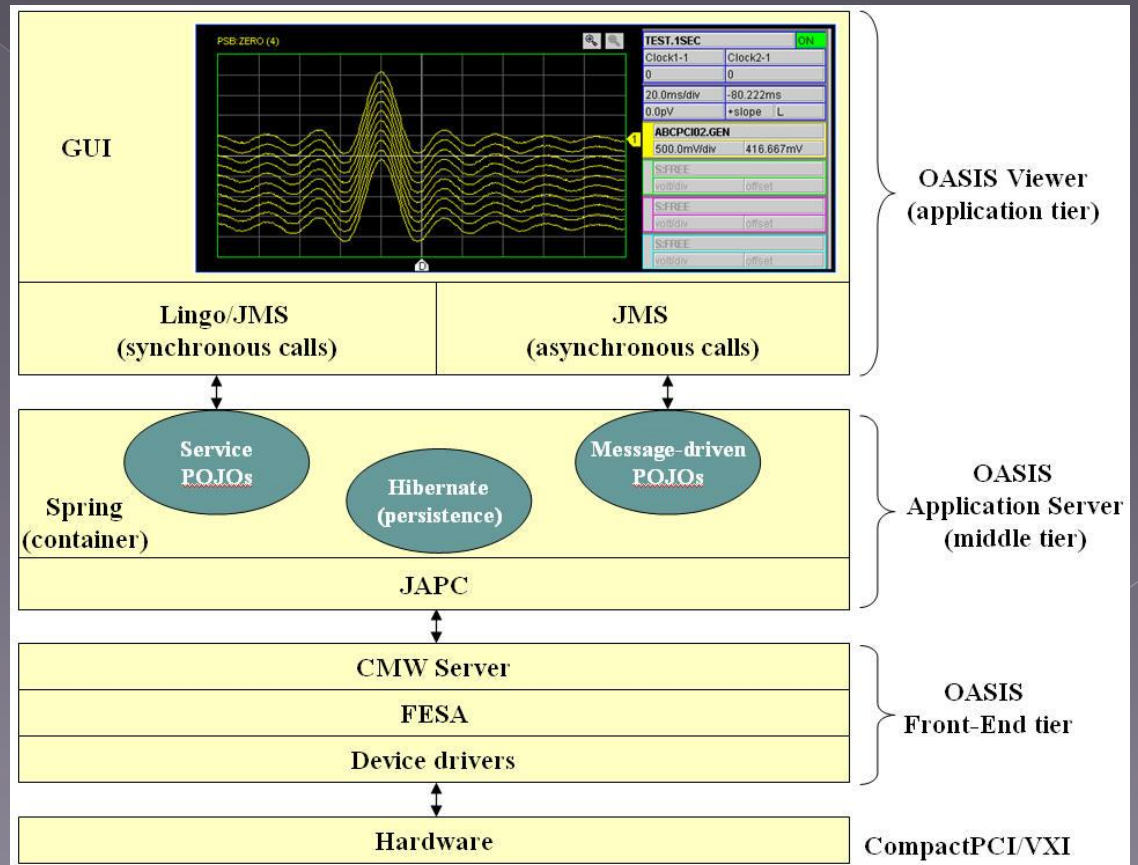 PSB:ZERO (4)
TEST.1SEC ON
Clock1-1 Clock2-1
0 0
20.0ms/div -80.222ms
0.0pV +slope L
1
ABCPCI02.GEN
500.0mV/div 416.667mV
S:FREE
volt/div offset
S:FREE
volt/div offset
S:FREE
volt/div offset
D
GUI
OASIS Viewer
(application tier)
Lingo/JMS
(synchronous calls)
JMS
(asynchronous calls)
Service
POJOs
Hibernate
(persistence)
Message-driven
POJOs
Spring
(container)
JAPC
OASIS
Application Server
(middle tier)
CMW Server
FESA
Device drivers
OASIS
Front-End tier
Hardware
CompactPCI/VXI